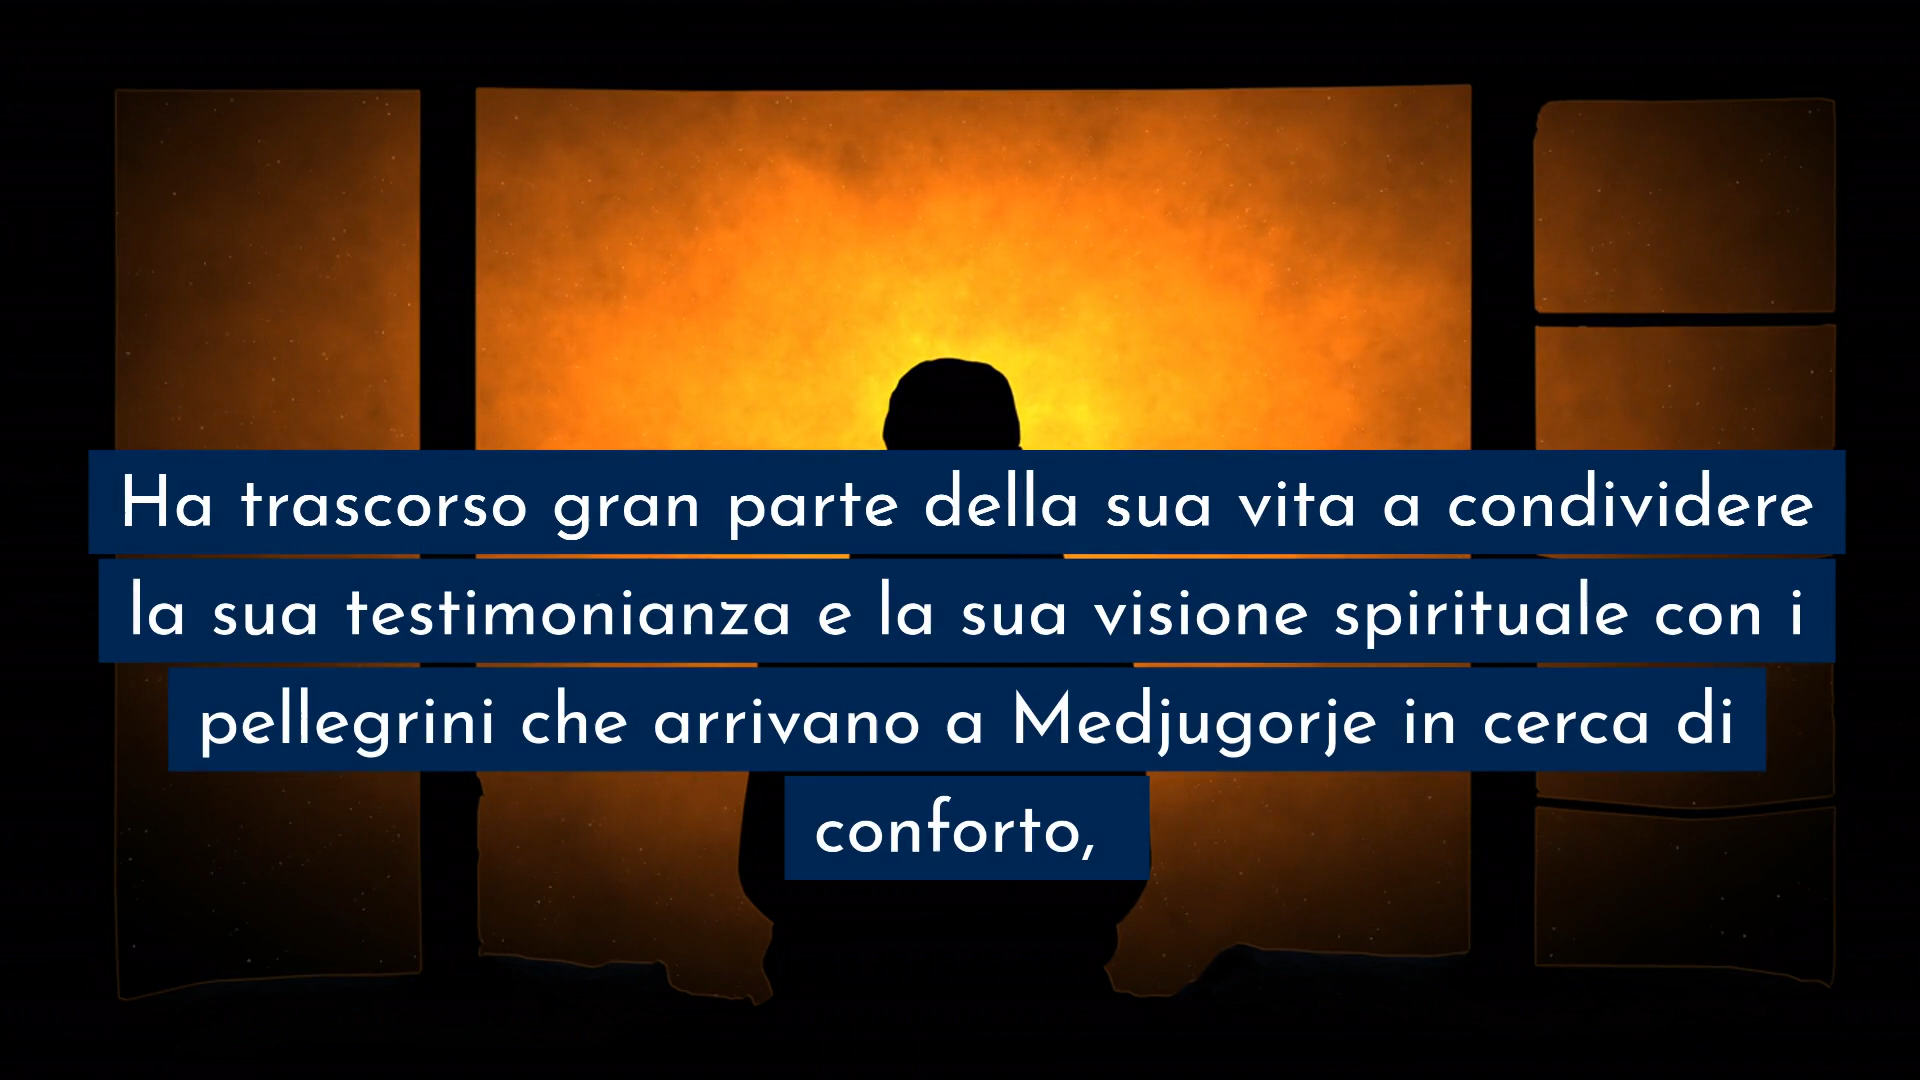 Ha trascorso gran parte della sua vita a condividere
la sua testimonianza e la sua visione spirituale con i
pellegrini che arrivano a Medjugorje in cerca di
conforto,